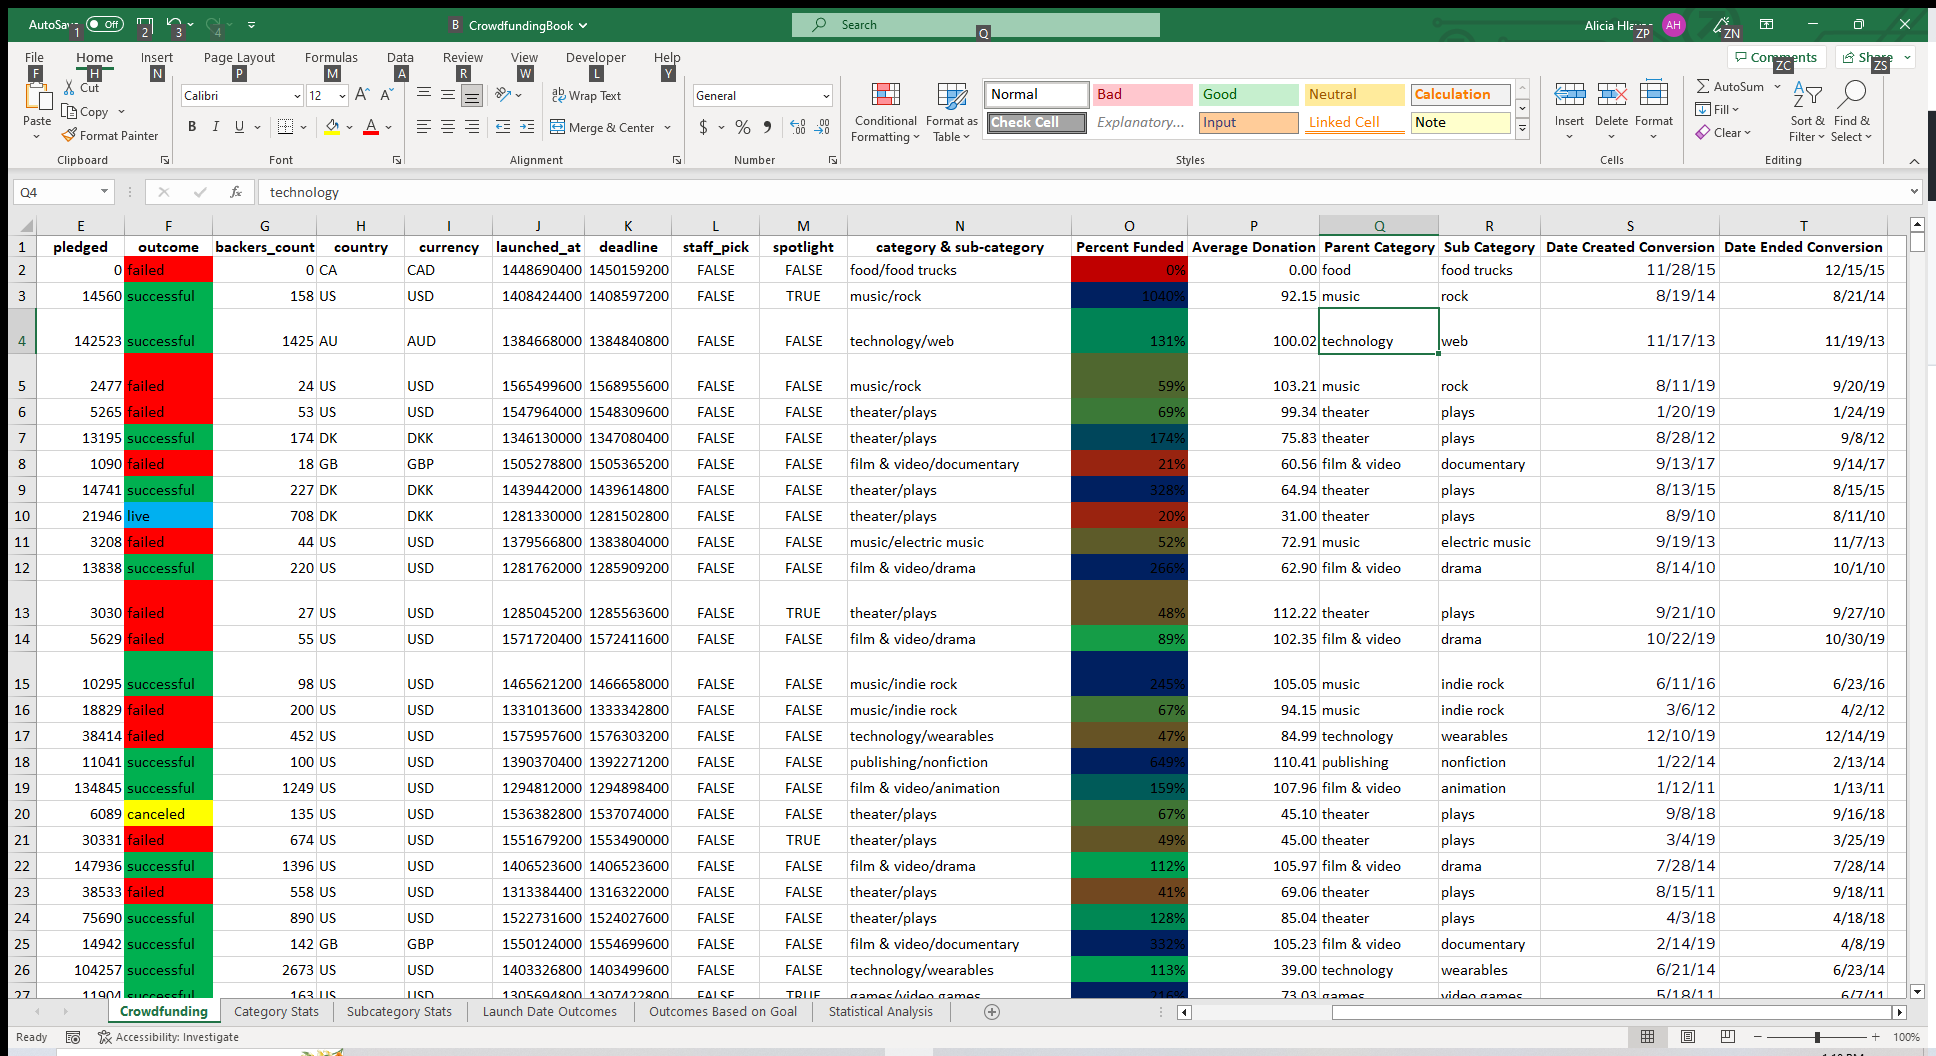 AutoSav Off
1 2 3 4
B CrowdfundingBook
Search
Q
Alicia Hlav
AH
ZP ZN
File Home Insert Page Layout Formulas Data Review View Developer Help
F H N P M A R W L Y
Comments Share
ZC ZS
Paste
Cut
Copy
Format Painter
Clipboard
Calibri 12 A A
B I U A
Font
ab Wrap Text
Merge & Center
Alignment
General
$ % 9 .00 .00
Number
Conditional Formatting
Format as Table
Normal Bad Good Neutral Calculation
Check Cell Explanatory... Input Linked Cell Note
Styles
Insert Delete Format
Cells
AutoSum
Fill
Clear
Sort & Filter
Find & Select
Editing
Q4 fx technology
E F G H I J K L M N O P Q R S T
1 pledged outcome backers_count country currency launched_at deadline staff_pick spotlight category & sub-category Percent Funded Average Donation Parent Category Sub Category Date Created Conversion Date Ended Conversion
2 0 failed 0 CA CAD 1448690400 1450159200 FALSE FALSE food/food trucks 0% 0.00 food food trucks 11/28/15 12/15/15
3 14560 successful 158 US USD 1408424400 1408597200 FALSE TRUE music/rock 1040% 92.15 music rock 8/19/14 8/21/14
4 142523 successful 1425 AU AUD 1384668000 1384840800 FALSE FALSE technology/web 131% 100.02 technology web 11/17/13 11/19/13
5 2477 failed 24 US USD 1565499600 1568955600 FALSE FALSE music/rock 59% 103.21 music rock 8/11/19 9/20/19
6 5265 failed 53 US USD 1547964000 1548309600 FALSE FALSE theater/plays 69% 99.34 theater plays 1/20/19 1/24/19
7 13195 successful 174 DK DKK 1346130000 1347080400 FALSE FALSE theater/plays 174% 75.83 theater plays 8/28/12 9/8/12
8 1090 failed 18 GB GBP 1505278800 1505365200 FALSE FALSE film & video/documentary 21% 60.56 film & video documentary 9/13/17 9/14/17
9 14741 successful 227 DK DKK 1439442000 1439614800 FALSE FALSE theater/plays 328% 64.94 theater plays 8/13/15 8/15/15
10 21946 live 708 DK DKK 1281330000 1281502800 FALSE FALSE theater/plays 20% 31.00 theater plays 8/9/10 8/11/10
11 3208 failed 44 US USD 1379566800 1383804000 FALSE FALSE music/electric music 52% 72.91 music electric music 9/19/13 11/7/13
12 13838 successful 220 US USD 1281762000 1285909200 FALSE FALSE film & video/drama 266% 62.90 film & video drama 8/14/10 10/1/10
13 3030 failed 27 US USD 1285045200 1285563600 FALSE TRUE theater/plays 48% 112.22 theater plays 9/21/10 9/27/10
14 5629 failed 55 US USD 1571720400 1572411600 FALSE FALSE film & video/drama 89% 102.35 film & video drama 10/22/19 10/30/19
15 10295 successful 98 US USD 1465621200 1466658000 FALSE FALSE music/indie rock 245% 105.05 music indie rock 6/11/16 6/23/16
16 18829 failed 200 US USD 1331013600 1333342800 FALSE FALSE music/indie rock 67% 94.15 music indie rock 3/6/12 4/2/12
17 38414 failed 452 US USD 1575957600 1576303200 FALSE FALSE technology/wearables 47% 84.99 technology wearables 12/10/19 12/14/19
18 11041 successful 100 US USD 1390370400 1392271200 FALSE FALSE publishing/nonfiction 649% 110.41 publishing nonfiction 1/22/14 2/13/14
19 134845 successful 1249 US USD 1294812000 1294898400 FALSE FALSE film & video/animation 159% 107.96 film & video animation 1/12/11 1/13/11
20 6089 canceled 135 US USD 1536382800 1537074000 FALSE FALSE theater/plays 67% 45.10 theater plays 9/8/18 9/16/18
21 30331 failed 674 US USD 1551679200 1553490000 FALSE TRUE theater/plays 49% 45.00 theater plays 3/4/19 3/25/19
22 147936 successful 1396 US USD 1406523600 1406523600 FALSE FALSE film & video/drama 112% 105.97 film & video drama 7/28/14 7/28/14
23 38533 failed 558 US USD 1313384400 1316322000 FALSE FALSE theater/plays 41% 69.06 theater plays 8/15/11 9/18/11
24 75690 successful 890 US USD 1522731600 1524027600 FALSE FALSE theater/plays 128% 85.04 theater plays 4/3/18 4/18/18
25 14942 successful 142 GB GBP 1550124000 1554699600 FALSE FALSE film & video/documentary 332% 105.23 film & video documentary 2/14/19 4/8/19
26 104257 successful 2673 US USD 1403326800 1403499600 FALSE FALSE technology/wearables 113% 39.00 technology wearables 6/21/14 6/23/14
27 11904 successful 163 US USD 1305694800 1307422800 FALSE TRUE games/video games 216% 73.03 games video games 5/18/11 6/7/11
Crowdfunding Category Stats Subcategory Stats Launch Date Outcomes Outcomes Based on Goal Statistical Analysis
Ready Accessibility: Investigate 100%